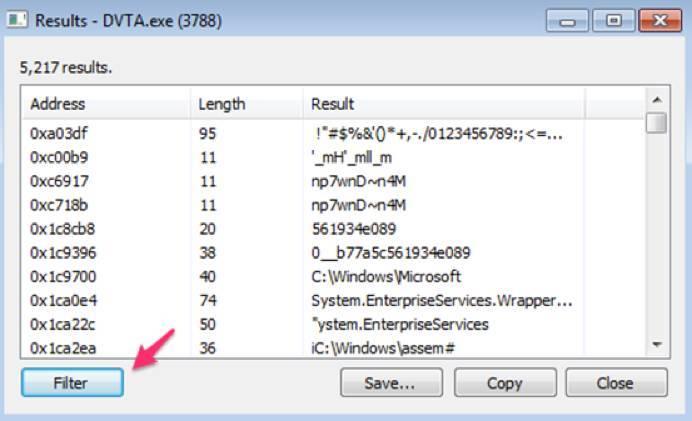 Results - DVTA.exe (3788)
5,217 results.
Address Length Result
0xa03df 95 !"#$%&'()*+,-./0123456789:;<=...
0xc00b9 11 '_mH'_mll_m
0xc6917 11 np7wnD~n4M
0xc718b 11 np7wnD~n4M
0x1c8cb8 20 561934e089
0x1c9396 38 0__b77a5c561934e089
0x1c9700 40 C:\Windows\Microsoft
0x1ca0e4 74 System.EnterpriseServices.Wrapper...
0x1ca22c 50 "ystem.EnterpriseServices
0x1ca2ea 36 iC:\Windows\assem#
Filter Save... Copy Close